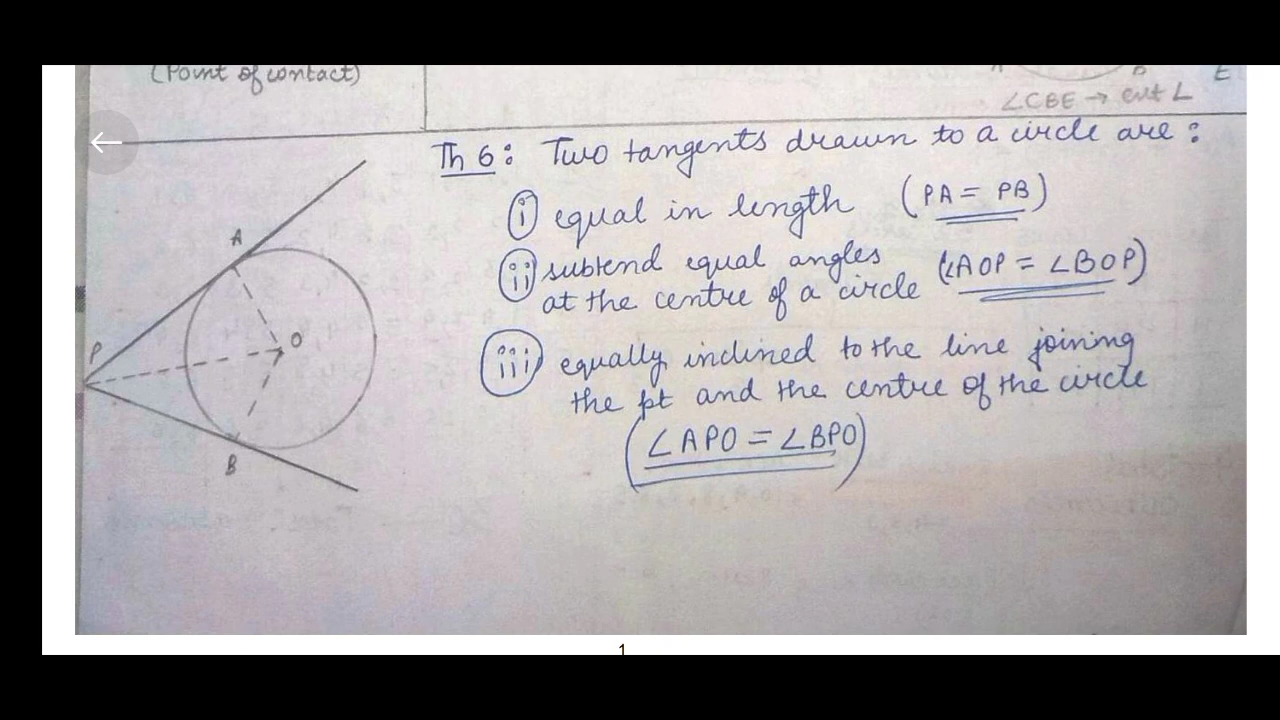 (Point of contact)
∠CBE → ext ∠
E
Th 6: Two tangents drawn to a circle are:
(i) equal in length (PA = PB)
(ii) subtend equal angles (∠AOP = ∠BOP)
at the centre of a circle
(iii) equally inclined to the line joining
the pt and the centre of the circle
(∠APO = ∠BPO)
A
O
P
B
1